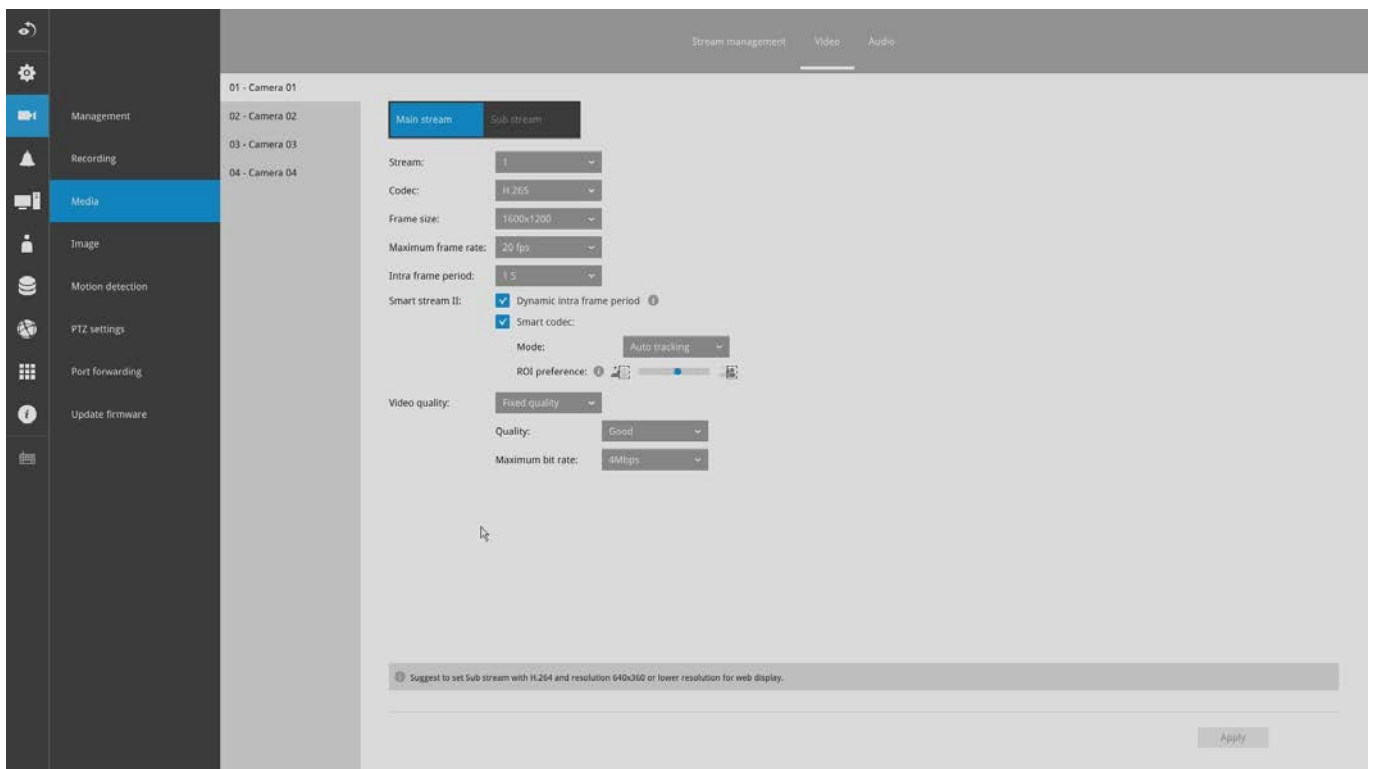 Stream management Video Audio
01 - Camera 01
02 - Camera 02
03 - Camera 03
04 - Camera 04
Management
Recording
Media
Image
Motion detection
PTZ settings
Port forwarding
Update firmware
Main stream Sub stream
Stream: 1
Codec: H.265
Frame size: 1600x1200
Maximum frame rate: 20 fps
Intra frame period: 1 S
Smart stream II: Dynamic intra frame period
Smart codec:
Mode: Auto tracking
ROI preference:
Video quality: Fixed quality
Quality: Good
Maximum bit rate: 4Mbps
Suggest to set Sub stream with H.264 and resolution 640x360 or lower resolution for web display.
Apply